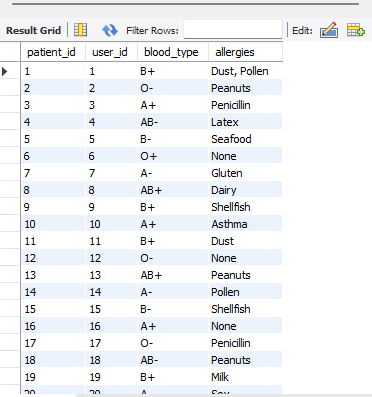 Result Grid Filter Rows: Edit:
patient_id user_id blood_type allergies
1 1 B+ Dust, Pollen
2 2 O- Peanuts
3 3 A+ Penicillin
4 4 AB- Latex
5 5 B- Seafood
6 6 O+ None
7 7 A- Gluten
8 8 AB+ Dairy
9 9 B+ Shellfish
10 10 A+ Asthma
11 11 B+ Dust
12 12 O- None
13 13 AB+ Peanuts
14 14 A- Pollen
15 15 B- Shellfish
16 16 A+ None
17 17 O- Penicillin
18 18 AB- Peanuts
19 19 B+ Milk
20 20